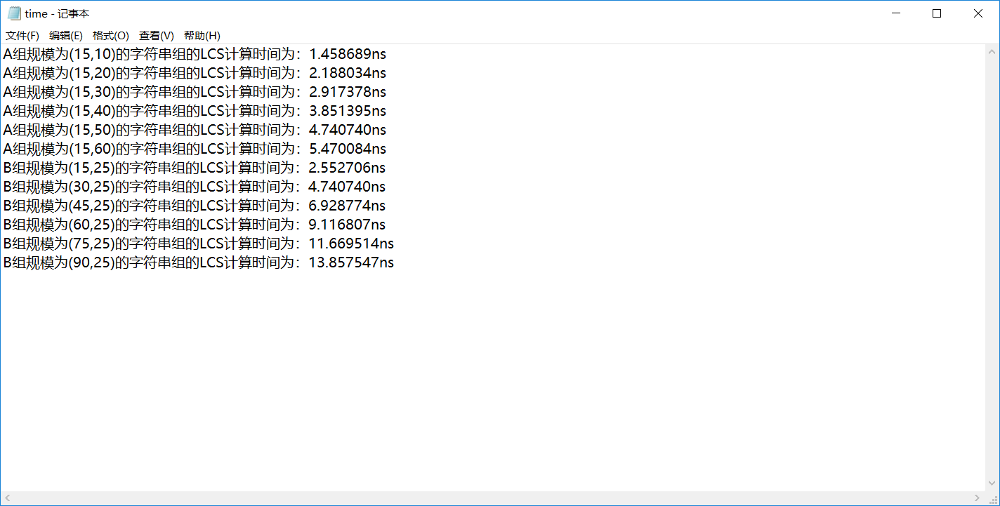 time - 记事本
文件(F) 编辑(E) 格式(O) 查看(V) 帮助(H)
A组规模为(15,10)的字符串组的LCS计算时间为：1.458689ns
A组规模为(15,20)的字符串组的LCS计算时间为：2.188034ns
A组规模为(15,30)的字符串组的LCS计算时间为：2.917378ns
A组规模为(15,40)的字符串组的LCS计算时间为：3.851395ns
A组规模为(15,50)的字符串组的LCS计算时间为：4.740740ns
A组规模为(15,60)的字符串组的LCS计算时间为：5.470084ns
B组规模为(15,25)的字符串组的LCS计算时间为：2.552706ns
B组规模为(30,25)的字符串组的LCS计算时间为：4.740740ns
B组规模为(45,25)的字符串组的LCS计算时间为：6.928774ns
B组规模为(60,25)的字符串组的LCS计算时间为：9.116807ns
B组规模为(75,25)的字符串组的LCS计算时间为：11.669514ns
B组规模为(90,25)的字符串组的LCS计算时间为：13.857547ns